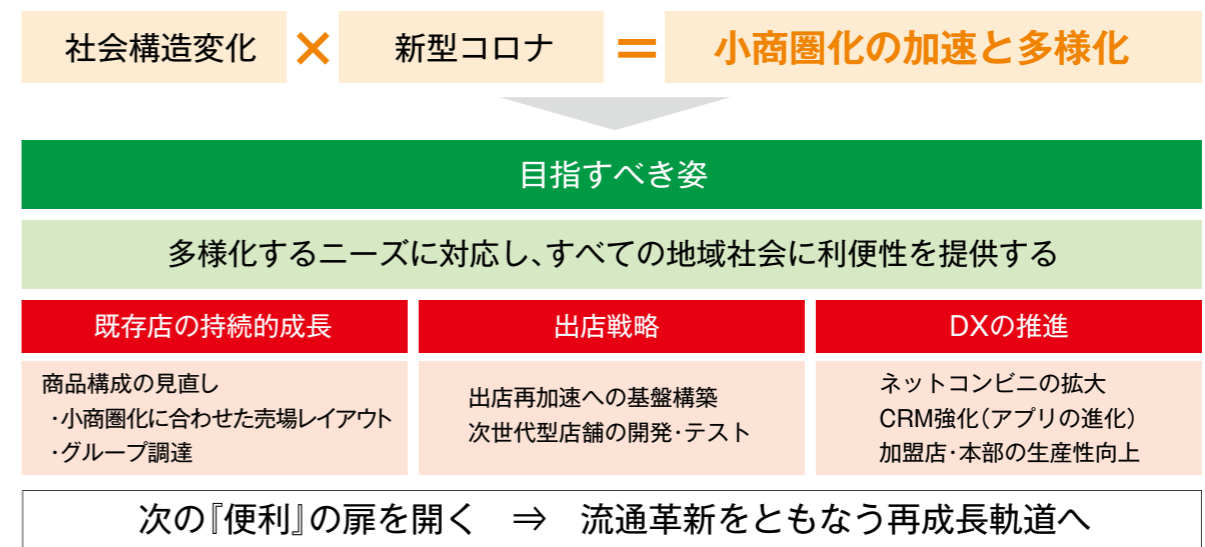 社会構造変化 × 新型コロナ = 小商圏化の加速と多様化
目指すべき姿
多様化するニーズに対応し、すべての地域社会に利便性を提供する
既存店の持続的成長
商品構成の見直し
・小商圏化に合わせた売場レイアウト
・グループ調達
出店戦略
出店再加速への基盤構築
次世代型店舗の開発・テスト
DXの推進
ネットコンビニの拡大
CRM強化(アプリの進化)
加盟店・本部の生産性向上
次の『便利』の扉を開く ⇒ 流通革新をともなう再成長軌道へ